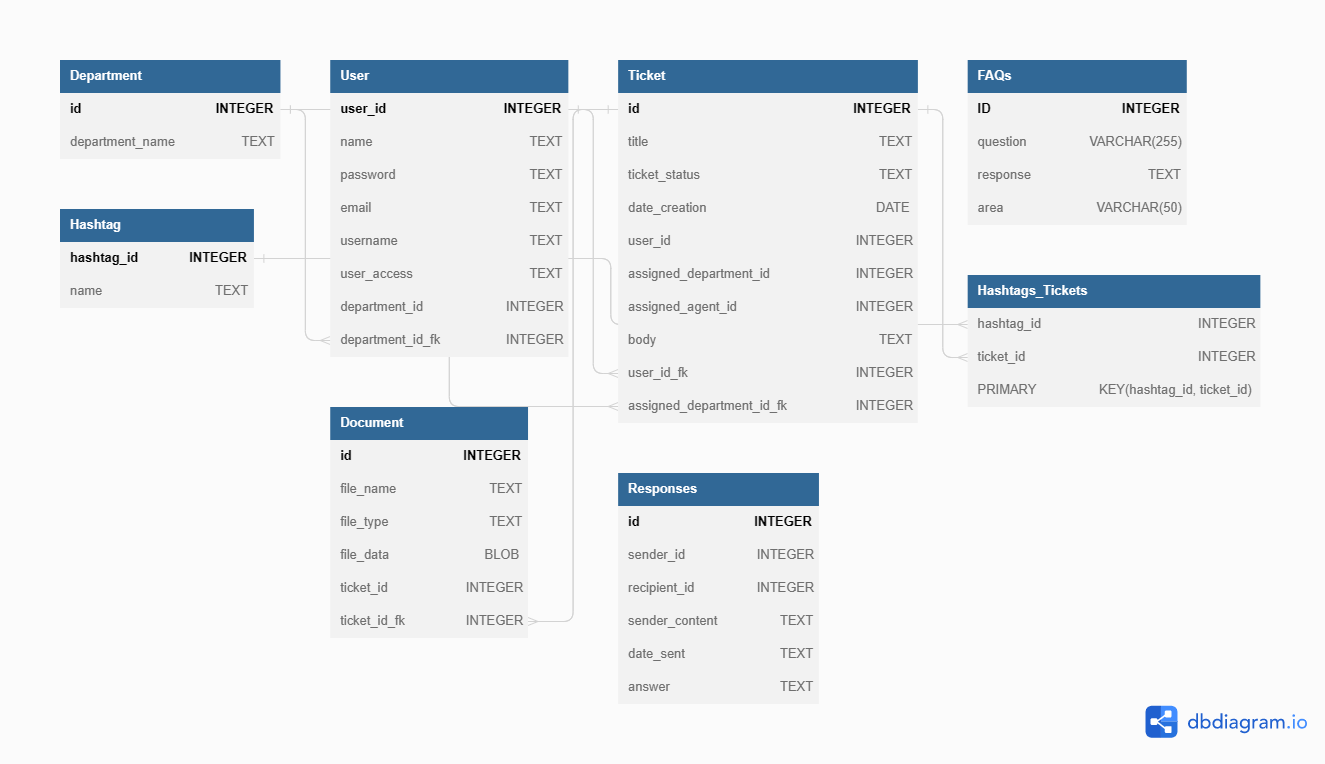 Department
id INTEGER
department_name TEXT
Hashtag
hashtag_id INTEGER
name TEXT
User
user_id INTEGER
name TEXT
password TEXT
email TEXT
username TEXT
user_access TEXT
department_id INTEGER
department_id_fk INTEGER
Document
id INTEGER
file_name TEXT
file_type TEXT
file_data BLOB
ticket_id INTEGER
ticket_id_fk INTEGER
Ticket
id INTEGER
title TEXT
ticket_status TEXT
date_creation DATE
user_id INTEGER
assigned_department_id INTEGER
assigned_agent_id INTEGER
body TEXT
user_id_fk INTEGER
assigned_department_id_fk INTEGER
Responses
id INTEGER
sender_id INTEGER
recipient_id INTEGER
sender_content TEXT
date_sent TEXT
answer TEXT
FAQs
ID INTEGER
question VARCHAR(255)
response TEXT
area VARCHAR(50)
Hashtags_Tickets
hashtag_id INTEGER
ticket_id INTEGER
PRIMARY KEY(hashtag_id, ticket_id)
dbdiagram.io